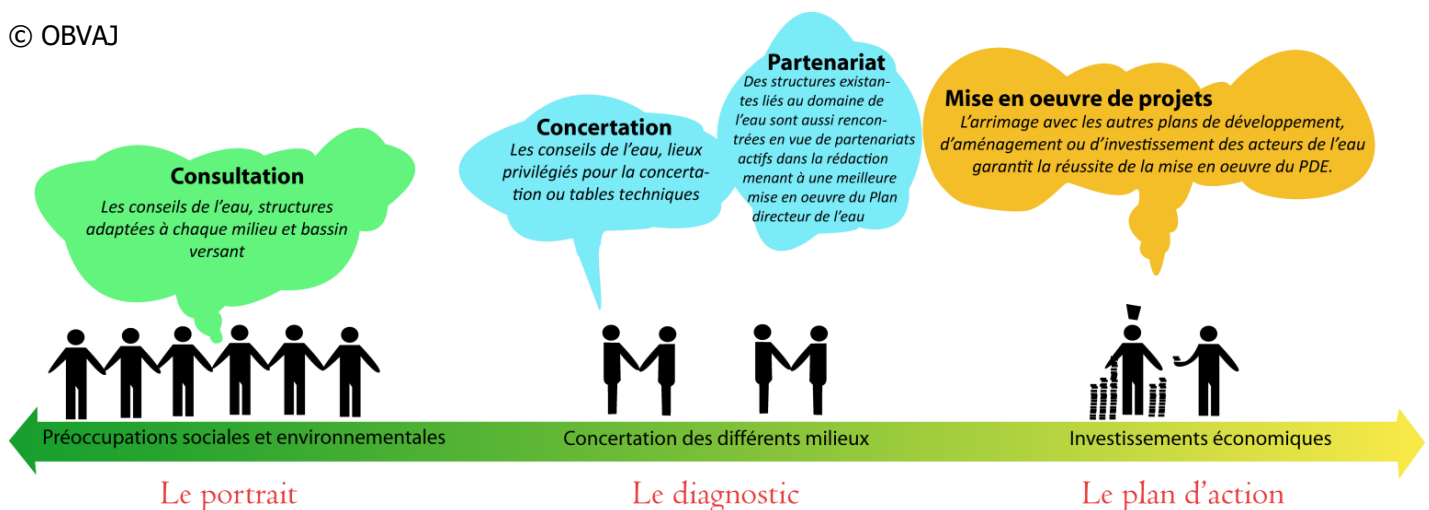 © OBVAJ
Consultation
Les conseils de l'eau, structures
adaptées à chaque milieu et bassin
versant
Concertation
Les conseils de l'eau, lieux
privilégiés pour la concerta-
tion ou tables techniques
Partenariat
Des structures existan-
tes liés au domaine de
l'eau sont aussi rencon-
trées en vue de partenariats
actifs dans la rédaction
menant à une meilleure
mise en oeuvre du Plan
directeur de l'eau
Mise en oeuvre de projets
L'arrimage avec les autres plans de développement,
d'aménagement ou d'investissement des acteurs de l'eau
garantit la réussite de la mise en oeuvre du PDE.
Préoccupations sociales et environnementales
Concertation des différents milieux
Investissements économiques
Le portrait
Le diagnostic
Le plan d'action